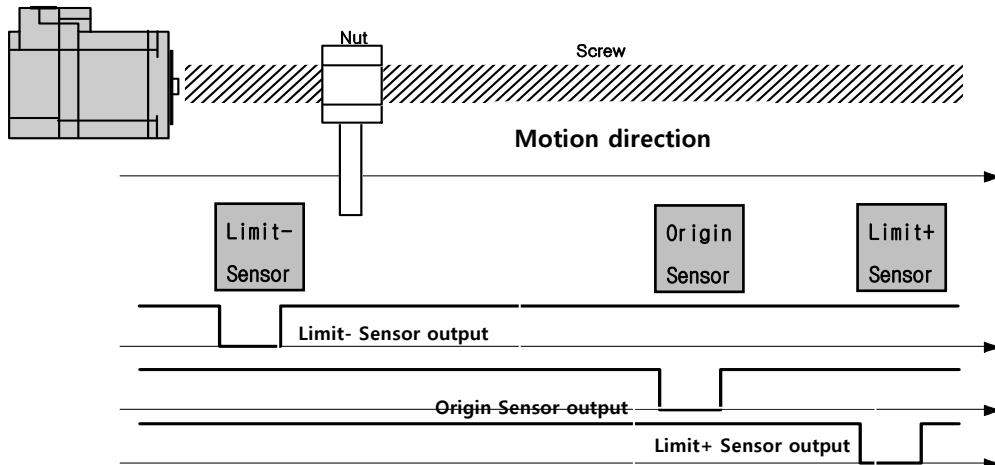 Nut
Screw
Motion direction
Limit-
Sensor
Origin
Sensor
Limit+
Sensor
Limit- Sensor output
Origin Sensor output
Limit+ Sensor output